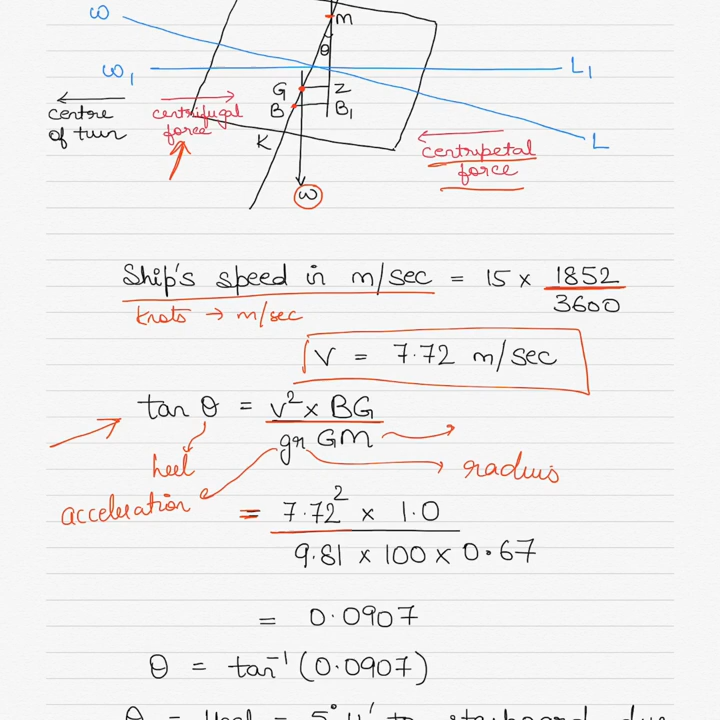 M
ω
θ
ω₁ L₁
G Z
B B₁
centre
of turn
centrifugal
force
K
L
centripetal
force
ω
Ship's speed in m/sec = 15 × 1852
3600
knots → m/sec
V = 7.72 m/sec
tan θ = v² × BG
gr GM
heel
radius
acceleration
= 7.72² × 1.0
9.81 × 100 × 0.67
= 0.0907
θ = tan⁻¹ (0.0907)